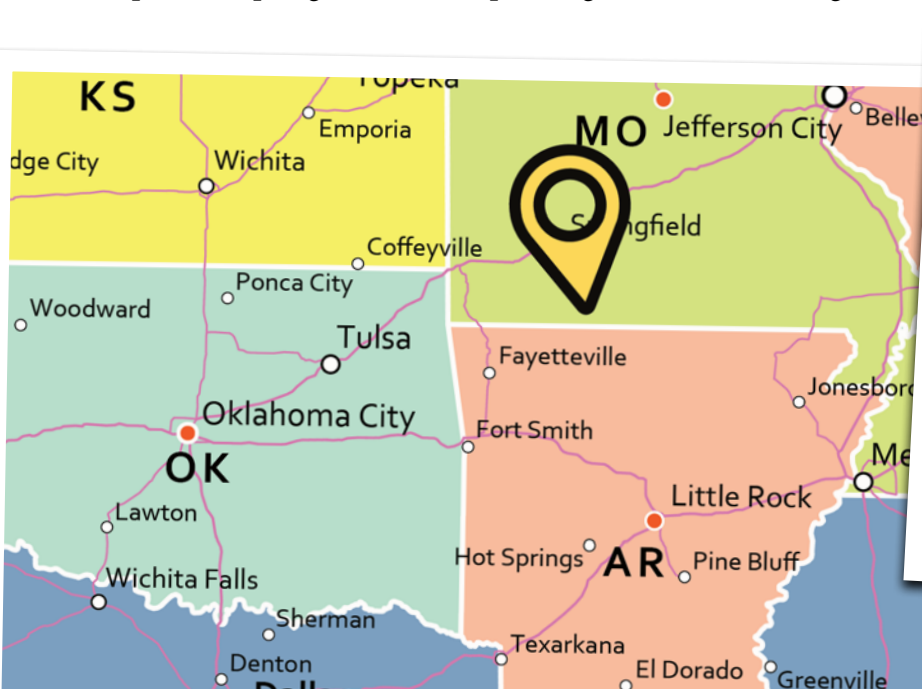 Topeka
KS
Emporia
MO
Jefferson City
Belle
dge City
Wichita
Coffeyville
Ponca City
Woodward
Tulsa
Fayetteville
Jonesboro
Oklahoma City
Fort Smith
OK
Me
Little Rock
Lawton
Hot Springs
AR
Pine Bluff
Wichita Falls
Sherman
Texarkana
Denton
El Dorado
Greenville